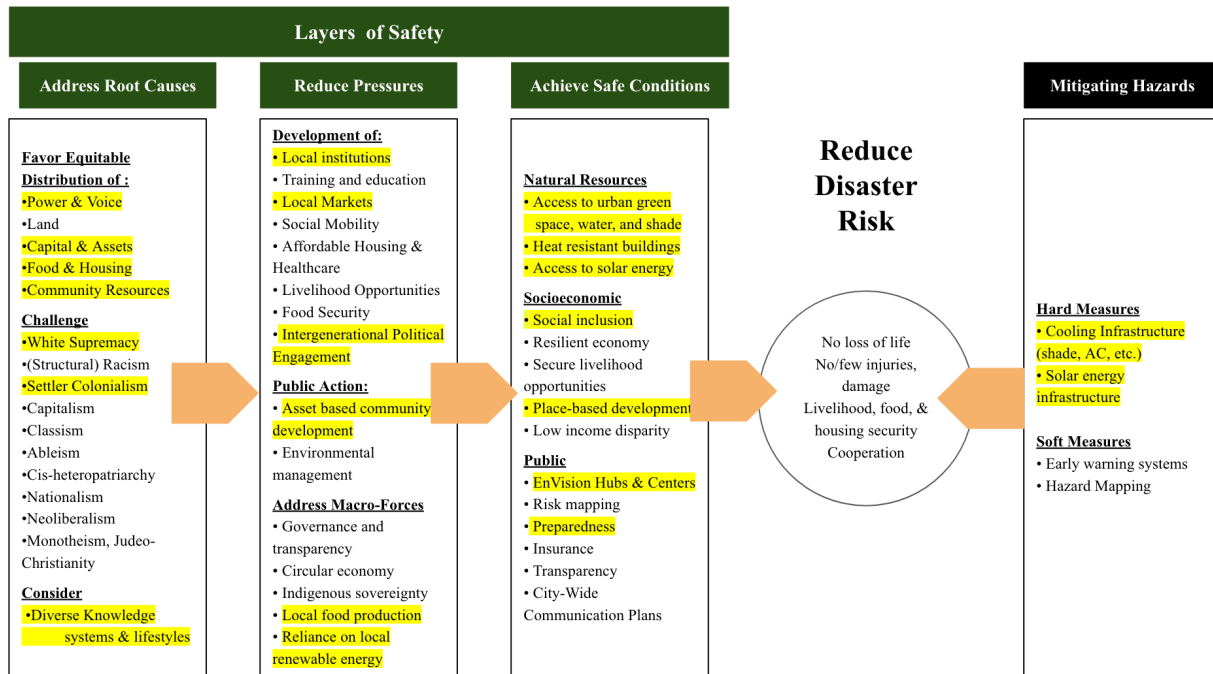 Layers of Safety
Address Root Causes
Favor Equitable
Distribution of :
•Power & Voice
•Land
•Capital & Assets
•Food & Housing
•Community Resources
Challenge
•White Supremacy
•(Structural) Racism
•Settler Colonialism
•Capitalism
•Classism
•Ableism
•Cis-heteropatriarchy
•Nationalism
•Neoliberalism
•Monotheism, Judeo-
Christianity
Consider
•Diverse Knowledge
systems & lifestyles
Reduce Pressures
Development of:
• Local institutions
• Training and education
• Local Markets
• Social Mobility
• Affordable Housing &
Healthcare
• Livelihood Opportunities
• Food Security
• Intergenerational Political
Engagement
Public Action:
• Asset based community
development
• Environmental
management
Address Macro-Forces
• Governance and
transparency
• Circular economy
• Indigenous sovereignty
• Local food production
• Reliance on local
renewable energy
Achieve Safe Conditions
Natural Resources
• Access to urban green
space, water, and shade
• Heat resistant buildings
• Access to solar energy
Socioeconomic
• Social inclusion
• Resilient economy
• Secure livelihood
opportunities
• Place-based development
• Low income disparity
Public
• EnVision Hubs & Centers
• Risk mapping
• Preparedness
• Insurance
• Transparency
• City-Wide
Communication Plans
Reduce
Disaster
Risk
No loss of life
No/few injuries,
damage
Livelihood, food, &
housing security
Cooperation
Mitigating Hazards
Hard Measures
• Cooling Infrastructure
(shade, AC, etc.)
• Solar energy
infrastructure
Soft Measures
• Early warning systems
• Hazard Mapping